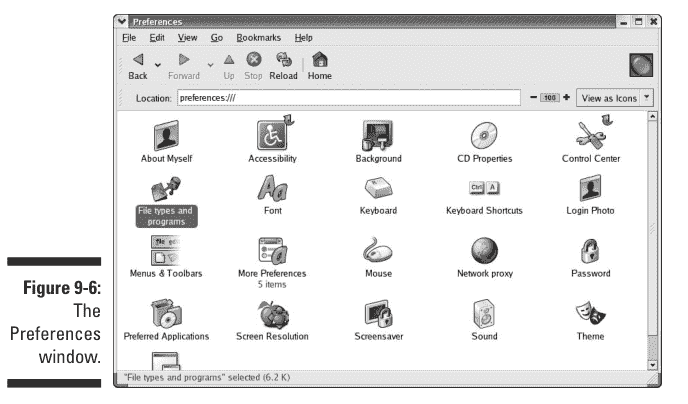 Preferences
File Edit View Go Bookmarks Help
Back Forward Up Stop Reload Home
Location: preferences:/// 100 View as Icons
About Myself Accessibility Background CD Properties Control Center
Ctrl A
File types and Font Keyboard Keyboard Shortcuts Login Photo
programs
Menus & Toolbars More Preferences Mouse Network proxy Password
5 items
Preferred Applications Screen Resolution Screensaver Sound Theme
"File types and programs" selected (6.2 K)
Figure 9-6:
The
Preferences
window.